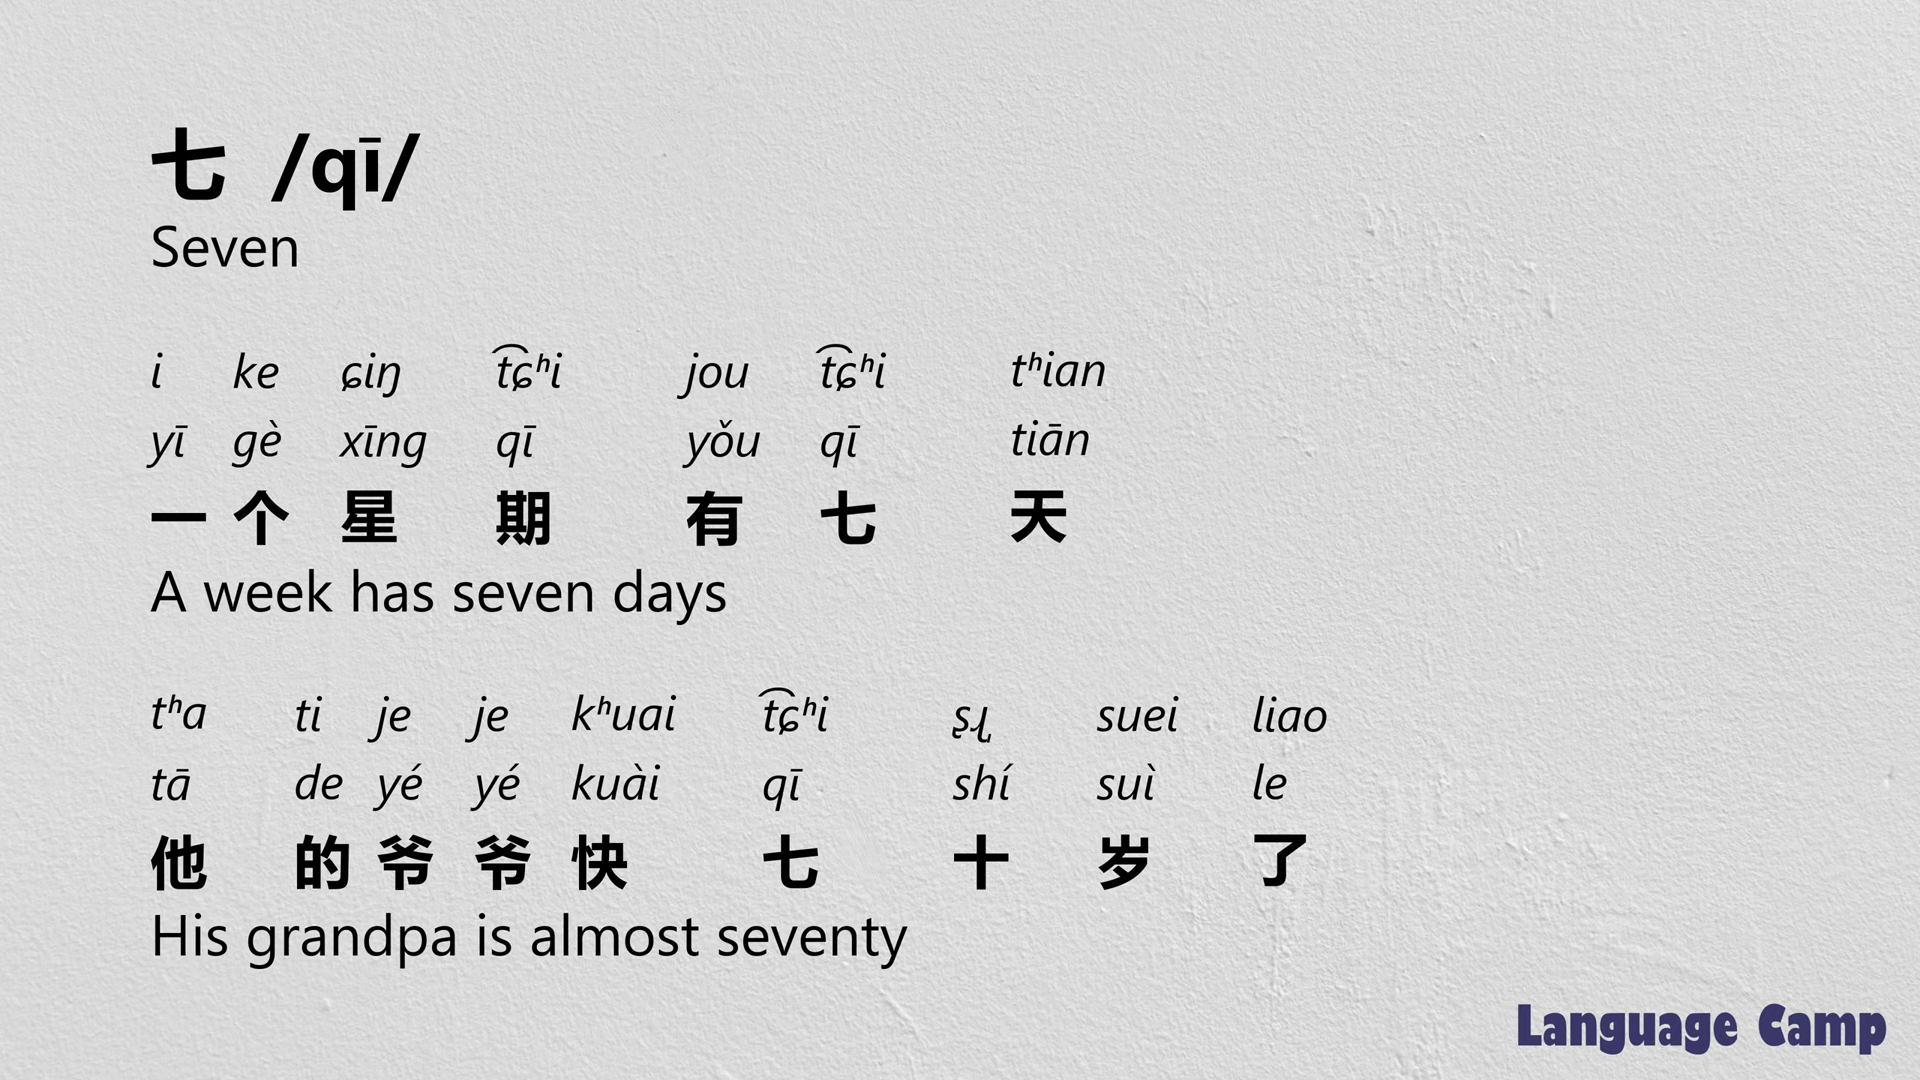 七 /qī/
Seven
i ke ɕiŋ t͡ɕʰi jou t͡ɕʰi tʰian
yī gè xīng qī yǒu qī tiān
一 个 星 期 有 七 天
A week has seven days
tʰa ti je je kʰuai t͡ɕʰi ʂɻ suei liao
tā de yé yé kuài qī shí suì le
他 的 爷 爷 快 七 十 岁 了
His grandpa is almost seventy
Language Camp